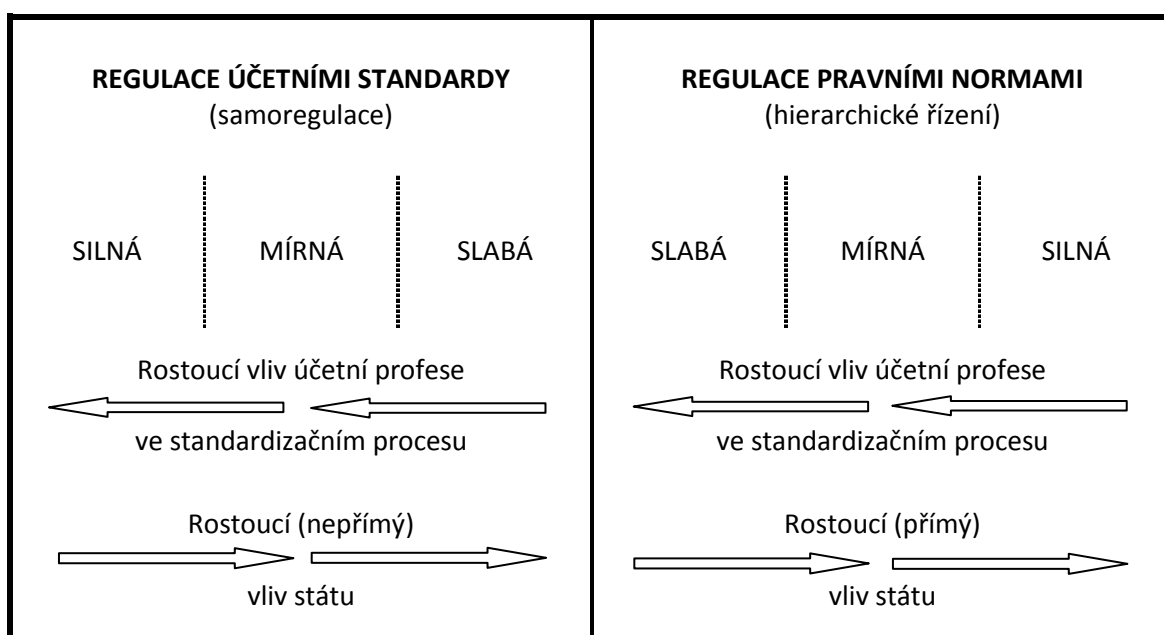 REGULACE ÚČETNÍMI STANDARDY
(samoregulace)
SILNÁ
MÍRNÁ
SLABÁ
Rostoucí vliv účetní profese
ve standardizačním procesu
Rostoucí (nepřímý)
vliv státu
REGULACE PRAVNÍMI NORMAMI
(hierarchické řízení)
SLABÁ
MÍRNÁ
SILNÁ
Rostoucí vliv účetní profese
ve standardizačním procesu
Rostoucí (přímý)
vliv státu